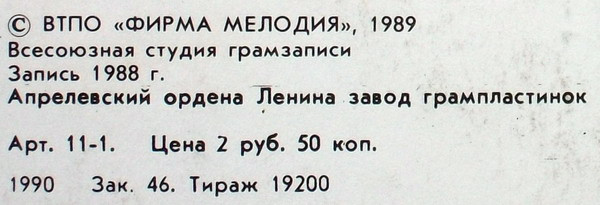 © ВТПО «ФИРМА МЕЛОДИЯ», 1989
Всесоюзная студия грамзаписи
Запись 1988 г.
Апрелевский ордена Ленина завод грампластинок
Арт. 11-1. Цена 2 руб. 50 коп.
1990 Зак. 46. Тираж 19200